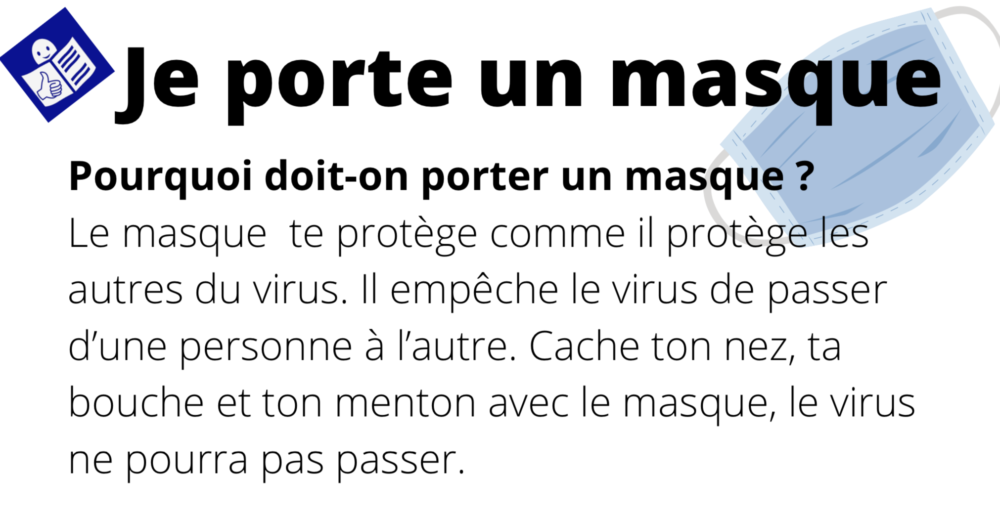 Je porte un masque
Pourquoi doit-on porter un masque ?
Le masque  te protège comme il protège les
autres du virus. Il empêche le virus de passer
d’une personne à l’autre. Cache ton nez, ta
bouche et ton menton avec le masque, le virus
ne pourra pas passer.